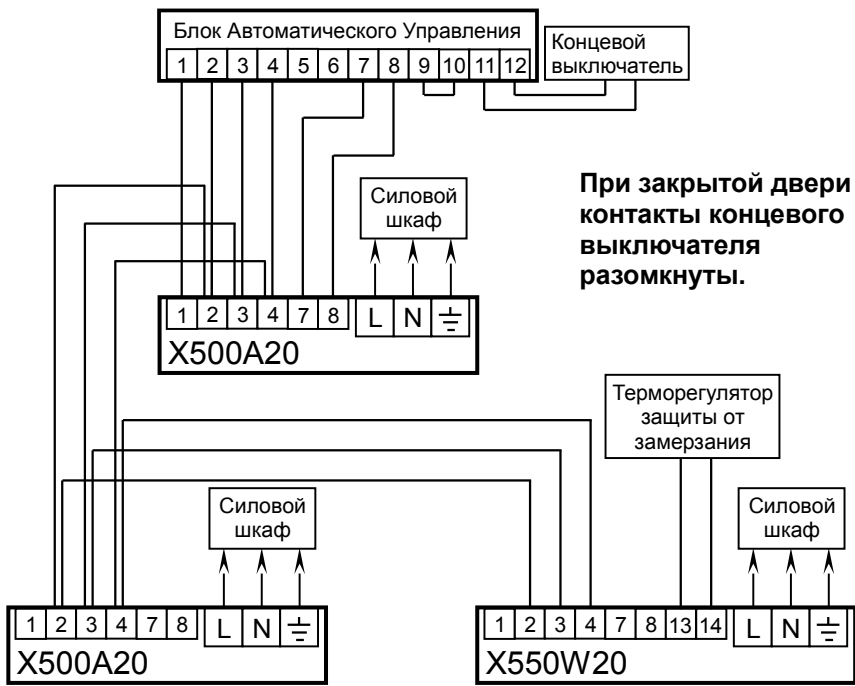 Блок Автоматического Управления
1 2 3 4 5 6 7 8 9 10 11 12
Концевой
выключатель
При закрытой двери
контакты концевого
выключателя
разомкнуты.
Силовой
шкаф
1 2 3 4 7 8 L N
X500A20
Терморегулятор
защиты от
замерзания
Силовой
шкаф
Силовой
шкаф
1 2 3 4 7 8 L N
X500A20
1 2 3 4 7 8 13 14 L N
X550W20